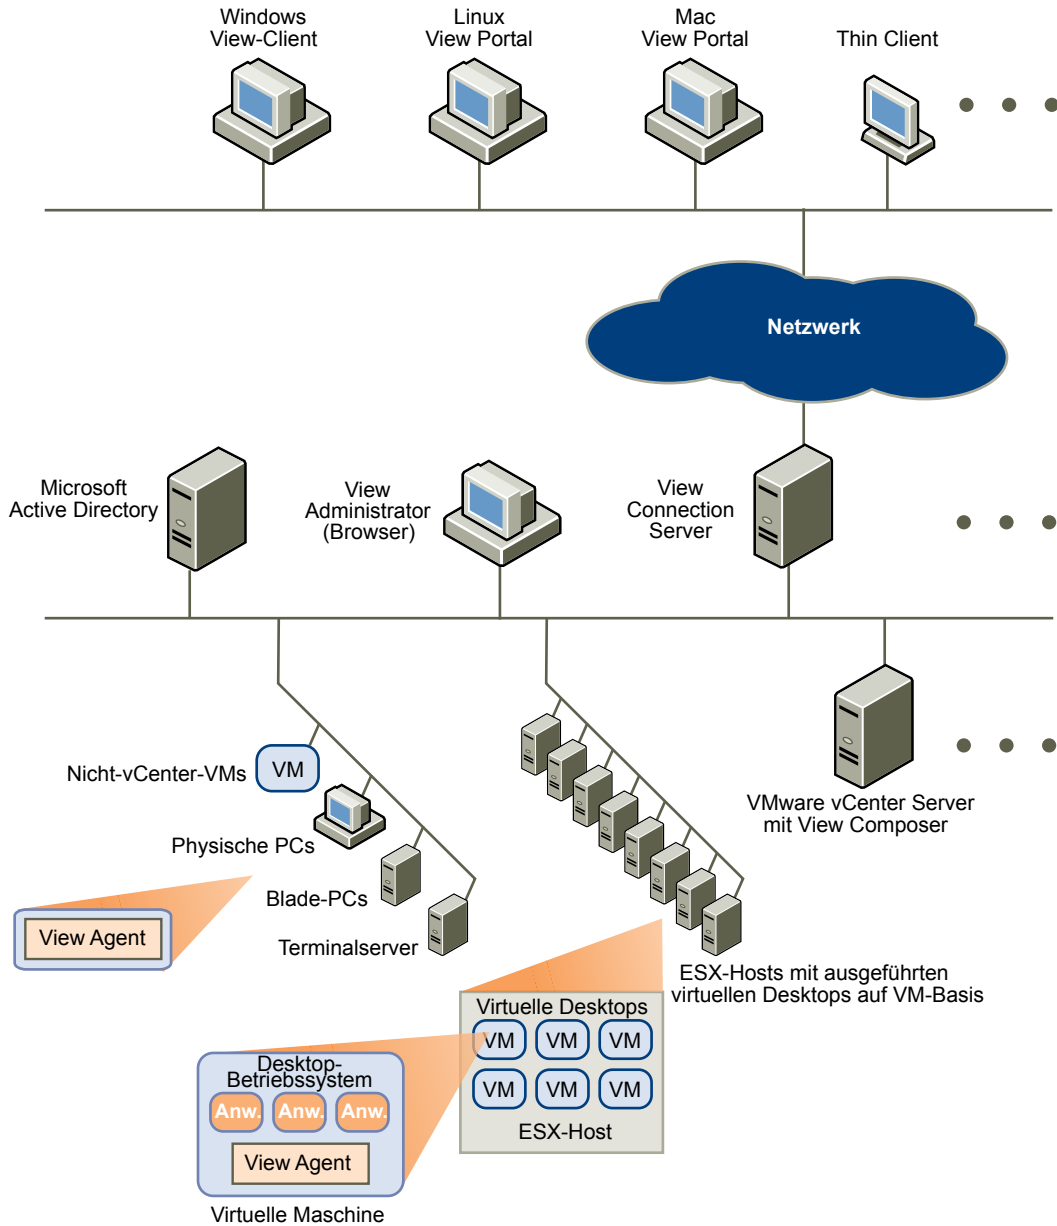 Windows
View-Client
Linux
View Portal
Mac
View Portal
Thin Client
Netzwerk
Microsoft
Active Directory
View
Administrator
(Browser)
View
Connection
Server
Nicht-vCenter-VMs
VM
Physische PCs
Blade-PCs
Terminalserver
View Agent
VMware vCenter Server
mit View Composer
ESX-Hosts mit ausgeführten
virtuellen Desktops auf VM-Basis
Virtuelle Desktops
VM VM VM
VM VM VM
ESX-Host
Desktop-
Betriebssystem
Anw. Anw. Anw.
View Agent
Virtuelle Maschine